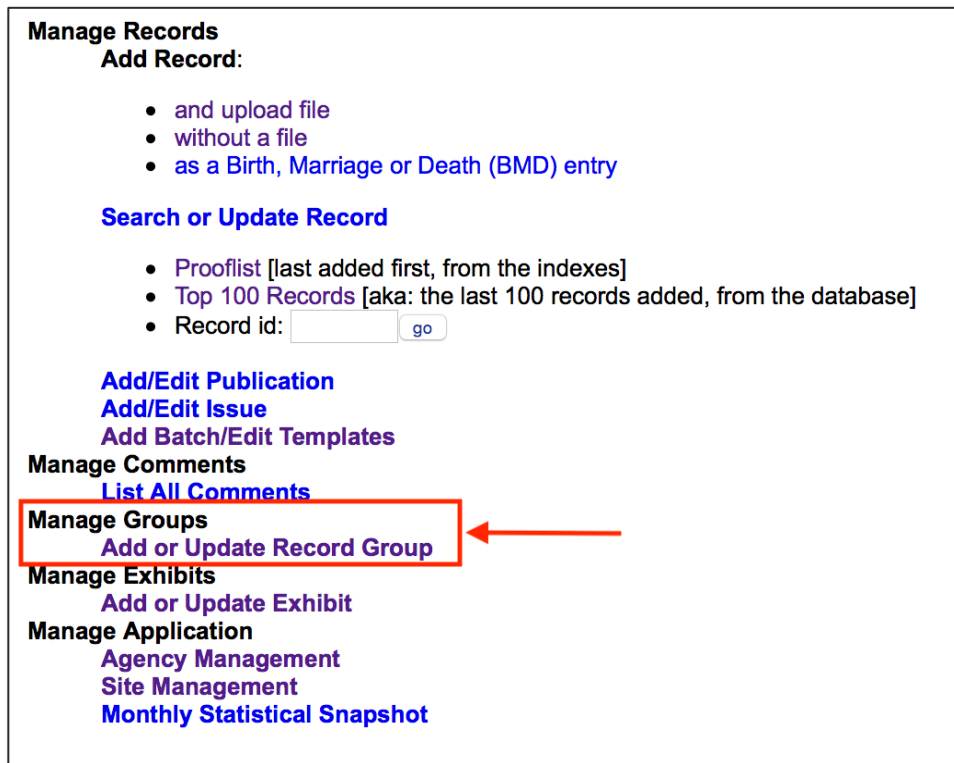 Manage Records
Add Record:
• and upload file
• without a file
• as a Birth, Marriage or Death (BMD) entry
Search or Update Record
• Prooflist [last added first, from the indexes]
• Top 100 Records [aka: the last 100 records added, from the database]
• Record id: go
Add/Edit Publication
Add/Edit Issue
Add Batch/Edit Templates
Manage Comments
List All Comments
Manage Groups
Add or Update Record Group
Manage Exhibits
Add or Update Exhibit
Manage Application
Agency Management
Site Management
Monthly Statistical Snapshot